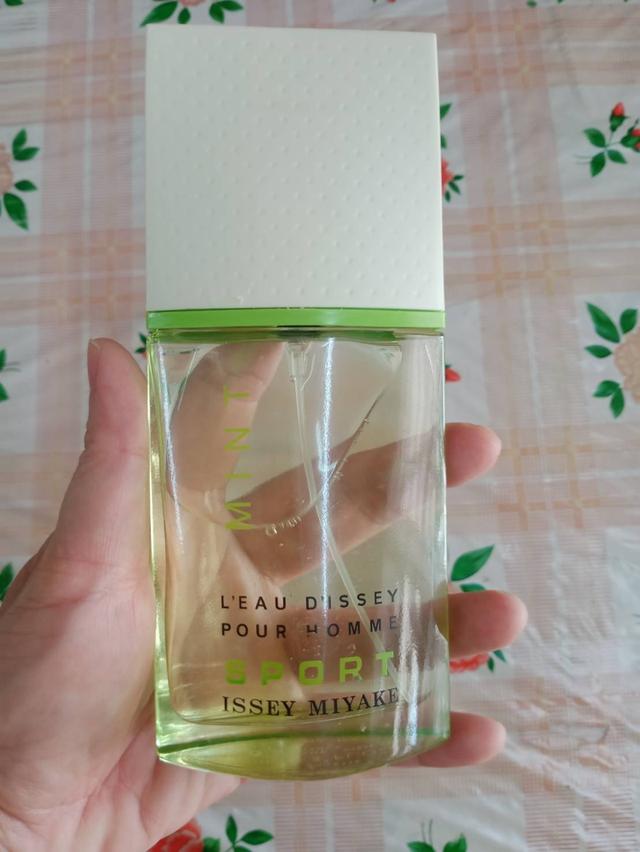 MINT
L'EAU D'ISSEY
POUR HOMME
SPORT
ISSEY MIYAKE